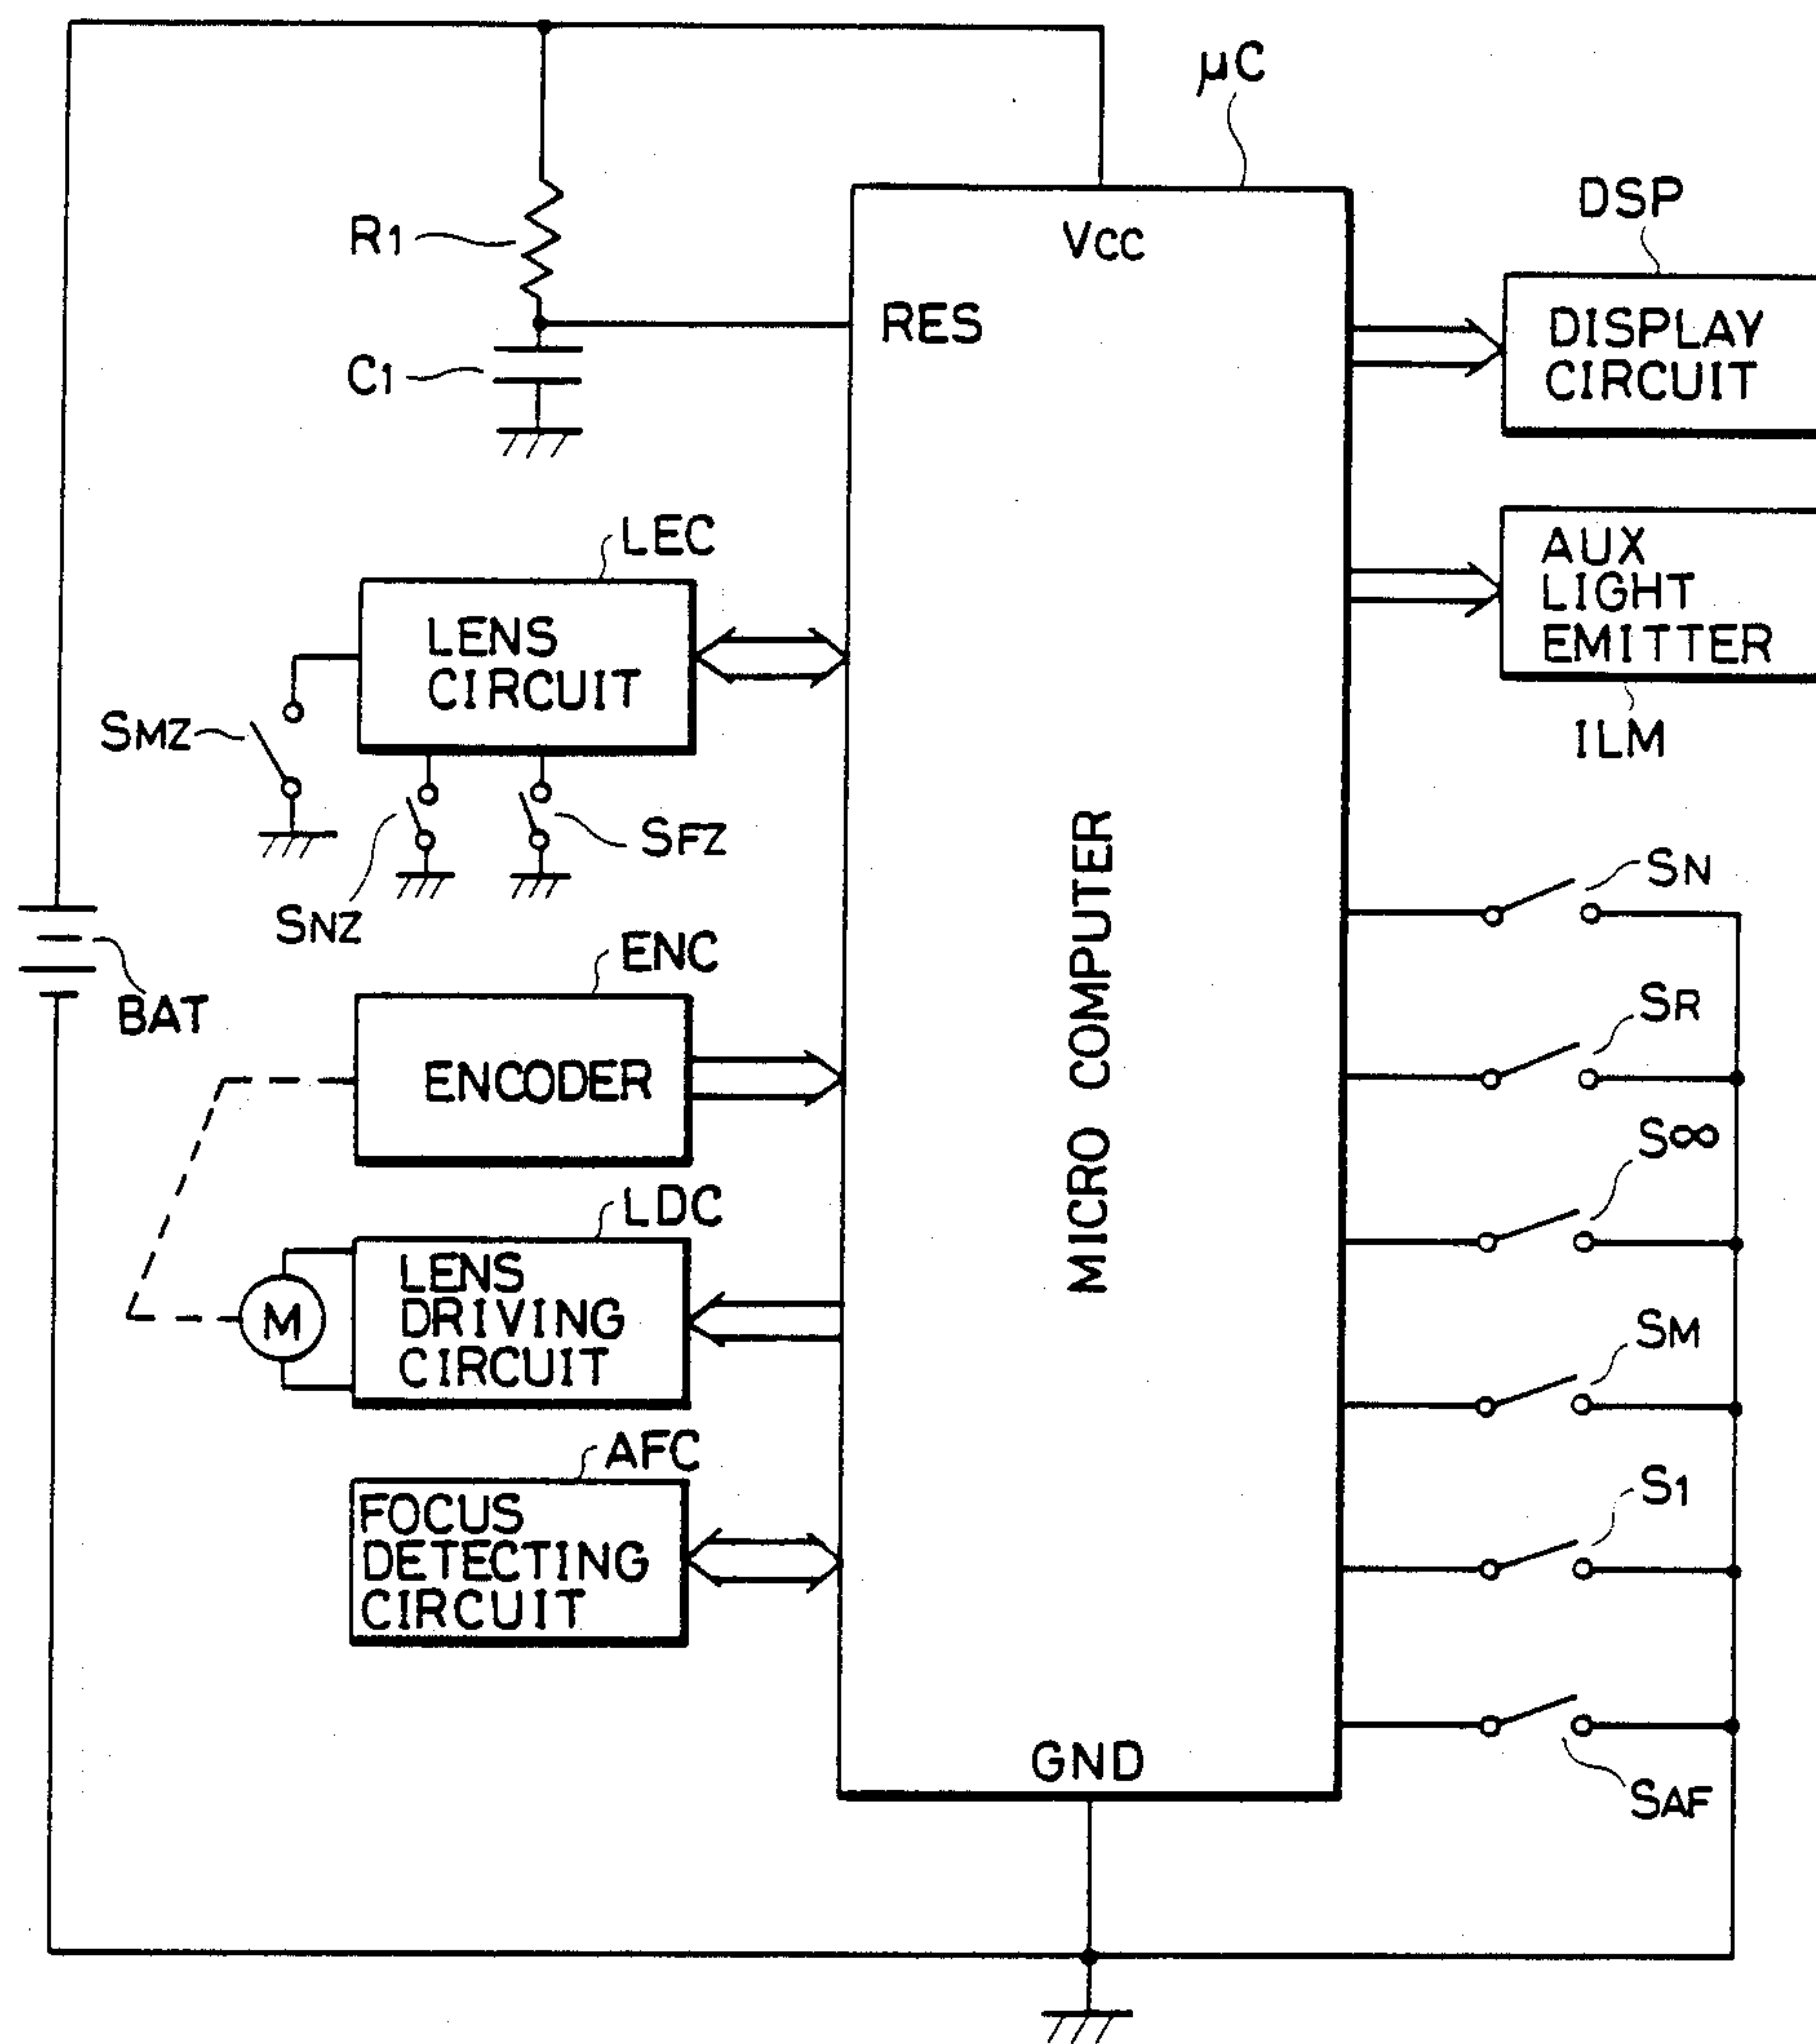 μC
DSP
R1
VCC
RES
DISPLAY
CIRCUIT
C1
LEC
AUX
LIGHT
EMITTER
LENS
CIRCUIT
SMZ
ILM
SFZ
SN
SNZ
ENC
BAT
SR
ENCODER
MICRO COMPUTER
S∞
LDC
LENS
DRIVING
CIRCUIT
M
SM
AFC
S1
FOCUS
DETECTING
CIRCUIT
GND
SAF